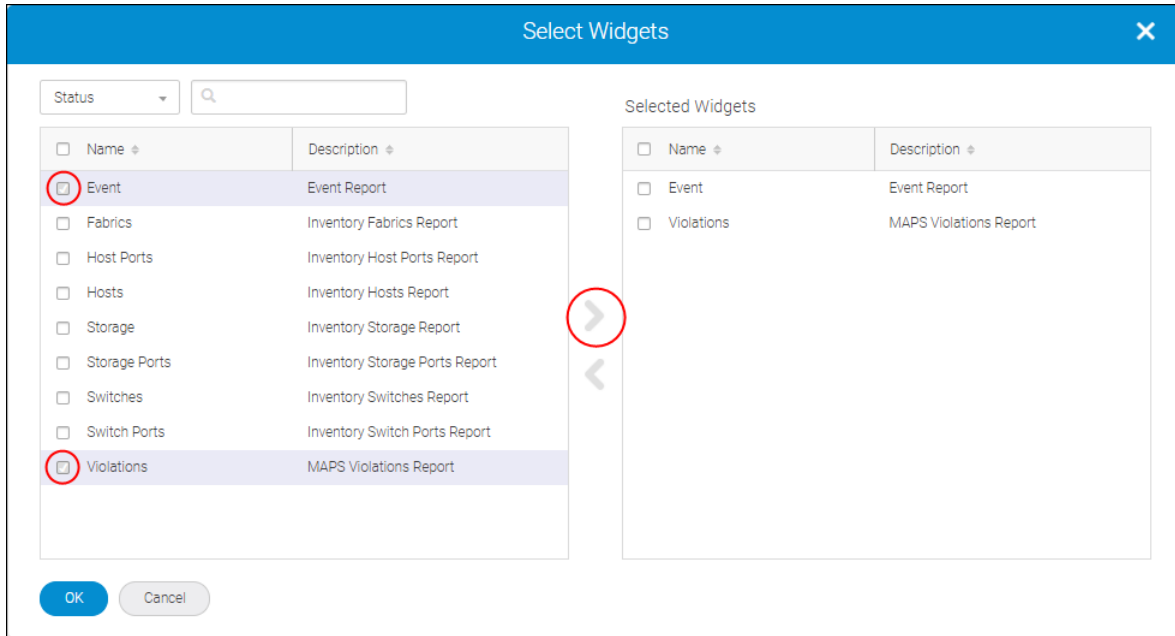 Select Widgets
Status
Selected Widgets
Name Description
Event Event Report
Fabrics Inventory Fabrics Report
Host Ports Inventory Host Ports Report
Hosts Inventory Hosts Report
Storage Inventory Storage Report
Storage Ports Inventory Storage Ports Report
Switches Inventory Switches Report
Switch Ports Inventory Switch Ports Report
Violations MAPS Violations Report
Name Description
Event Event Report
Violations MAPS Violations Report
OK Cancel